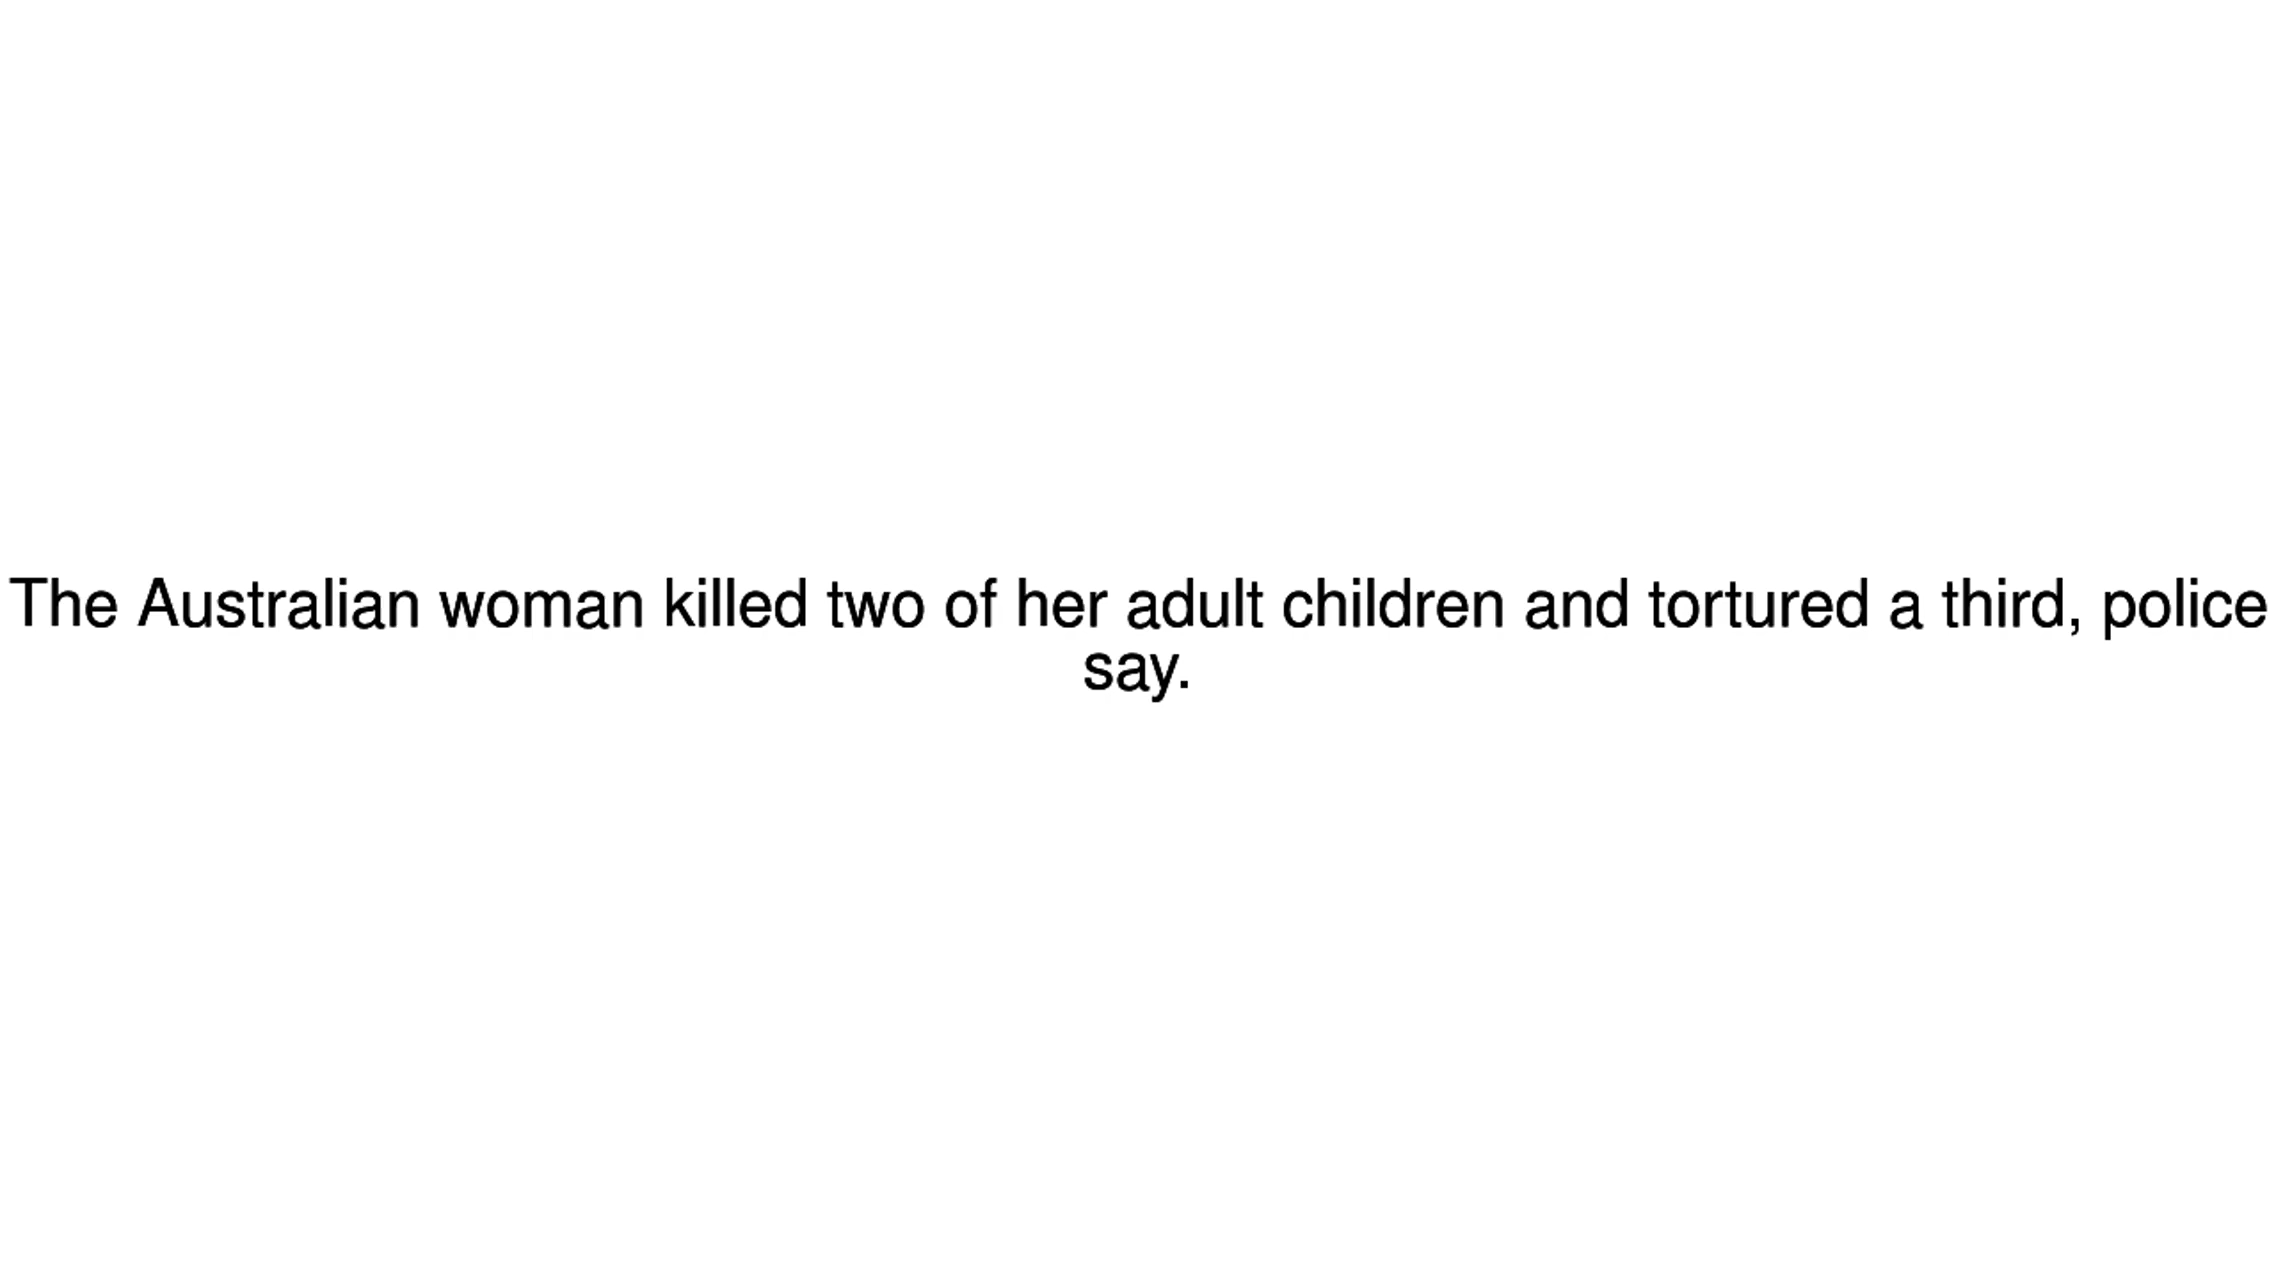 The Australian woman killed two of her adult children and tortured a third, police
say.